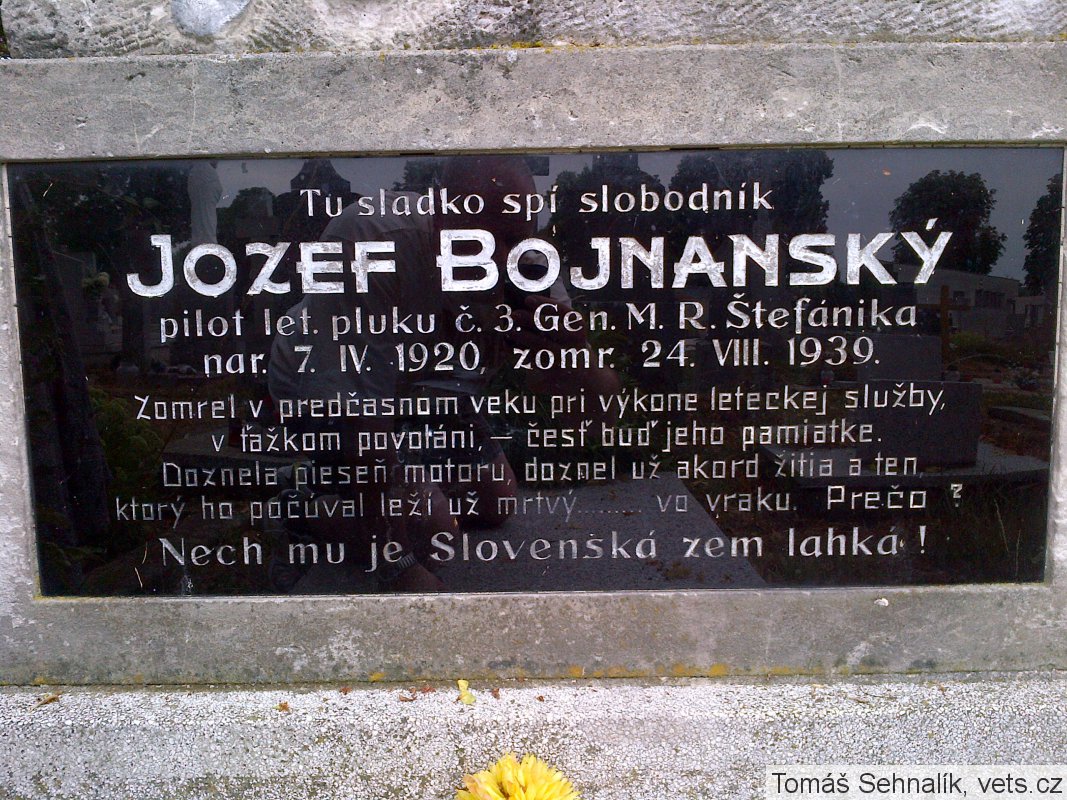 Tu sladko spí slobodník
JOZEF BOJNANSKÝ
pilot let. pluku č. 3. Gen. M. R. Štefánika
nar. 7. IV. 1920, zomr. 24. VIII. 1939.
Zomrel v predčasnom veku pri výkone leteckej služby,
v ťažkom povoláni, – česť buď jeho pamiatke.
Doznela pieseň motoru, doznel už akord žitia a ten,
ktorý ho počúval leží už mrtvý........ vo vraku. Prečo ?
Nech mu je Slovenská zem lahká !
Tomáš Sehnalík, vets.cz